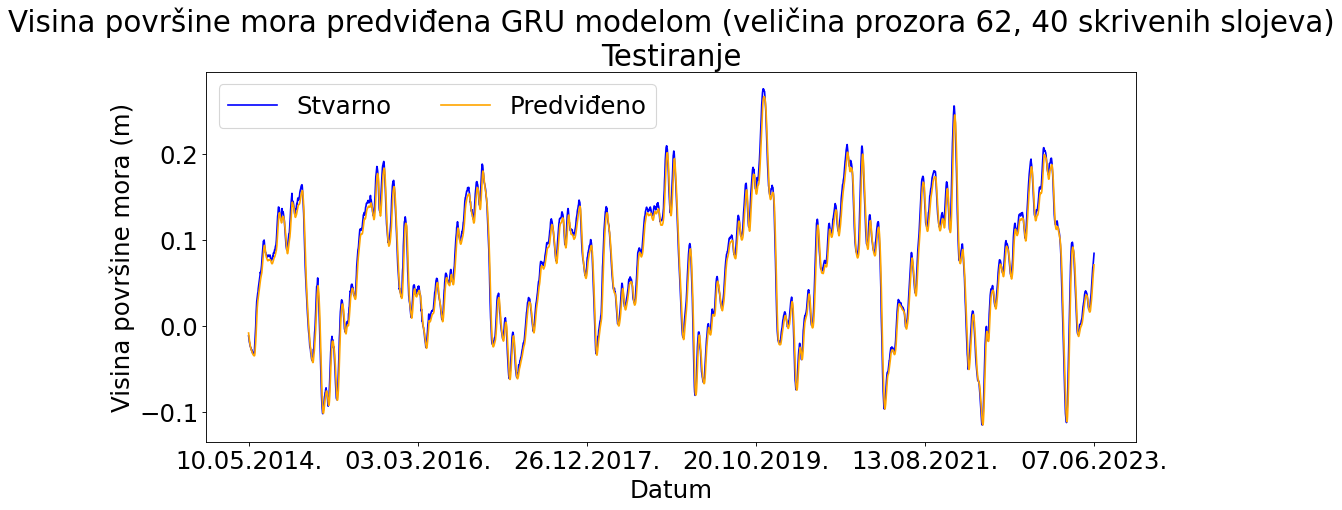 Visina površine mora predviđena GRU modelom (veličina prozora 62, 40 skrivenih slojeva)
Testiranje
Stvarno
Predviđeno
Visina površine mora (m)
0.2
0.1
0.0
−0.1
10.05.2014.
03.03.2016.
26.12.2017.
20.10.2019.
13.08.2021.
07.06.2023.
Datum